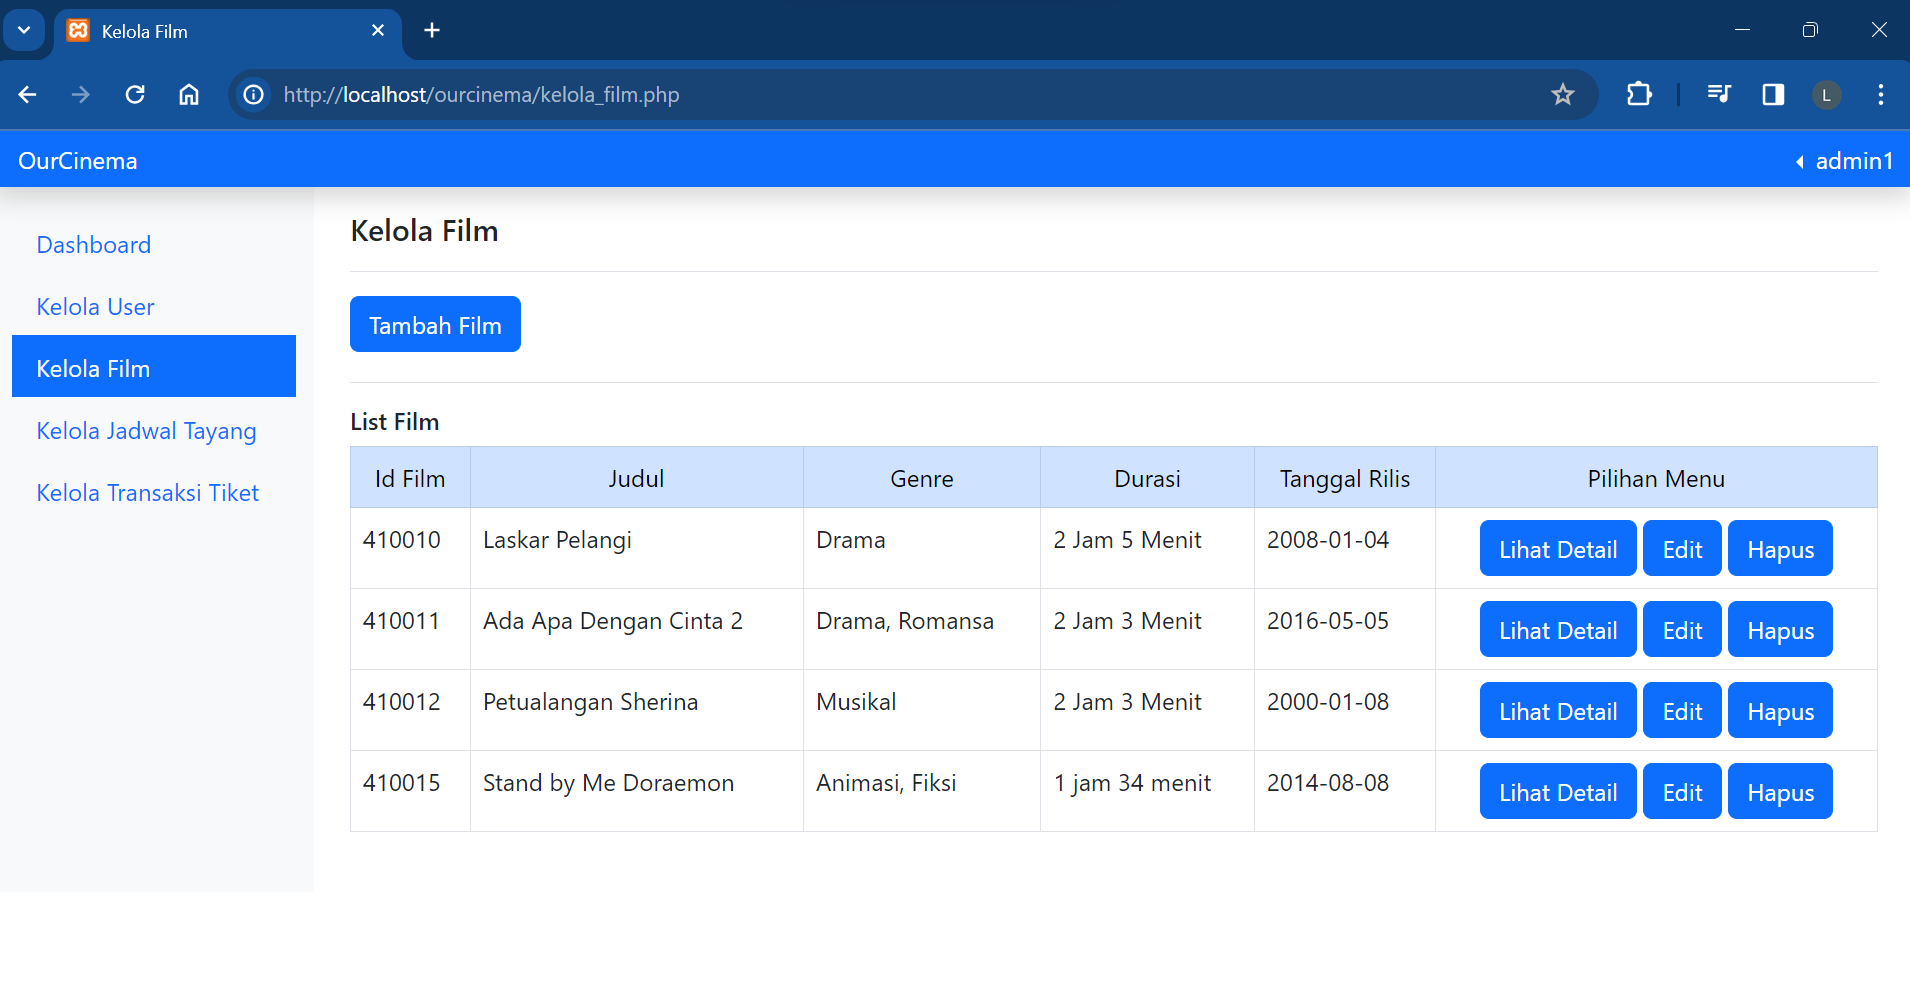 Kelola Film
http://localhost/ourcinema/kelola_film.php
L
OurCinema
admin1
Dashboard
Kelola User
Kelola Film
Kelola Jadwal Tayang
Kelola Transaksi Tiket
Kelola Film
Tambah Film
List Film
Id Film Judul Genre Durasi Tanggal Rilis Pilihan Menu
410010 Laskar Pelangi Drama 2 Jam 5 Menit 2008-01-04 Lihat Detail Edit Hapus
410011 Ada Apa Dengan Cinta 2 Drama, Romansa 2 Jam 3 Menit 2016-05-05 Lihat Detail Edit Hapus
410012 Petualangan Sherina Musikal 2 Jam 3 Menit 2000-01-08 Lihat Detail Edit Hapus
410015 Stand by Me Doraemon Animasi, Fiksi 1 jam 34 menit 2014-08-08 Lihat Detail Edit Hapus